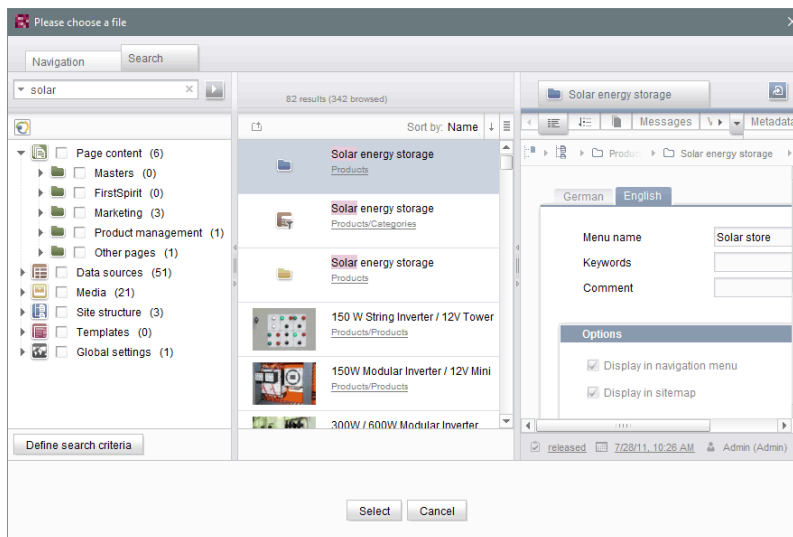 Please choose a file
Navigation
Search
solar
82 results (342 browsed)
Solar energy storage
Sort by: Name
Messages
Metadata
Page content (6)
Masters (0)
FirstSpirit (0)
Marketing (3)
Product management (1)
Other pages (1)
Data sources (51)
Media (21)
Site structure (3)
Templates (0)
Global settings (1)
Define search criteria
Solar energy storage
Products
Solar energy storage
Products/Categories
Solar energy storage
Products
150 W String Inverter / 12V Tower
Products/Products
150W Modular Inverter / 12V Mini
Products/Products
300W / 600W Modular Inverter
Solar energy storage
German
English
Menu name
Solar store
Keywords
Comment
Options
Display in navigation menu
Display in sitemap
released 7/28/11, 10:26 AM Admin (Admin)
Select
Cancel